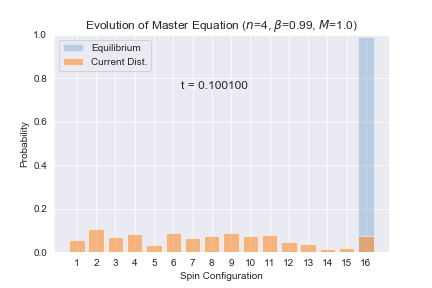 Evolution of Master Equation (n=4, β=0.99, M=1.0)
1.0
Equilibrium
Current Dist.
0.8
t = 0.100100
0.6
0.4
0.2
0.0
Probability
1 2 3 4 5 6 7 8 9 10 11 12 13 14 15 16
Spin Configuration